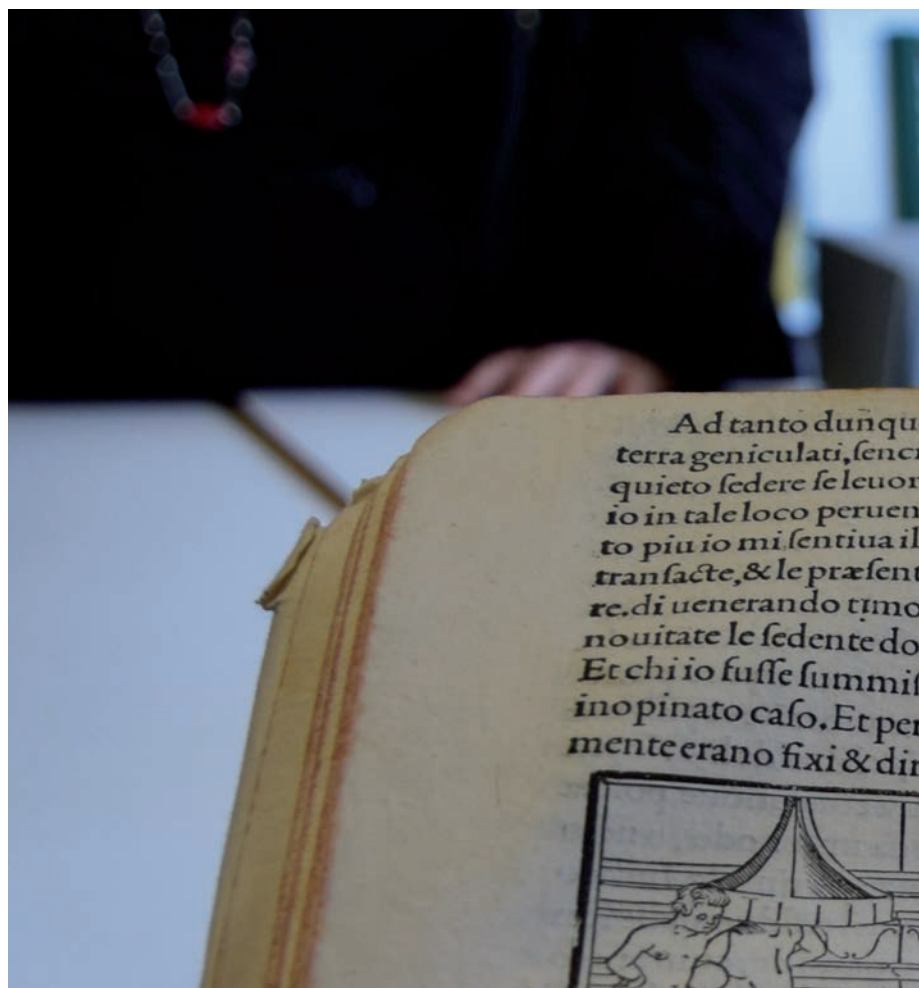 Ad tanto dunqu
terra geniculati, ſenc
quieto ſedere ſe leuor
io in tale loco peruen
to piu io mi ſentiua il
tranſacte, & le præſent
re. di uenerando timo
nouitate le ſedente do
Et chi io fuſſe ſummiſ
inopinato caſo. Et per
mente erano fixi & dir